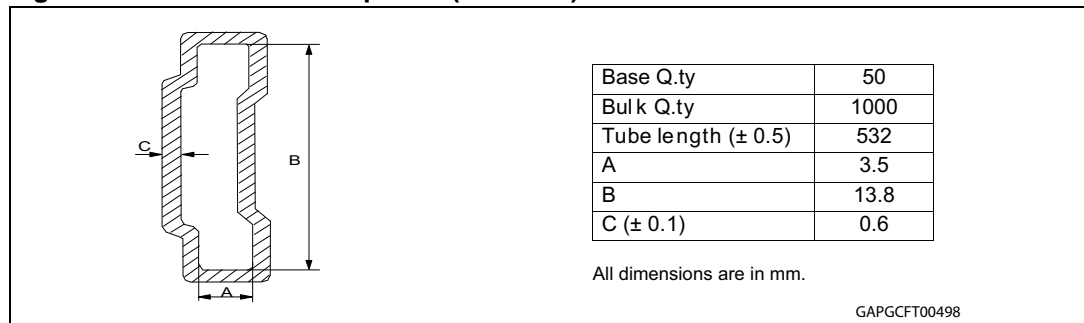 C
B
A
Base Q.ty 50
Bulk Q.ty 1000
Tube length (± 0.5) 532
A 3.5
B 13.8
C (± 0.1) 0.6
All dimensions are in mm.
GAPGCFT00498